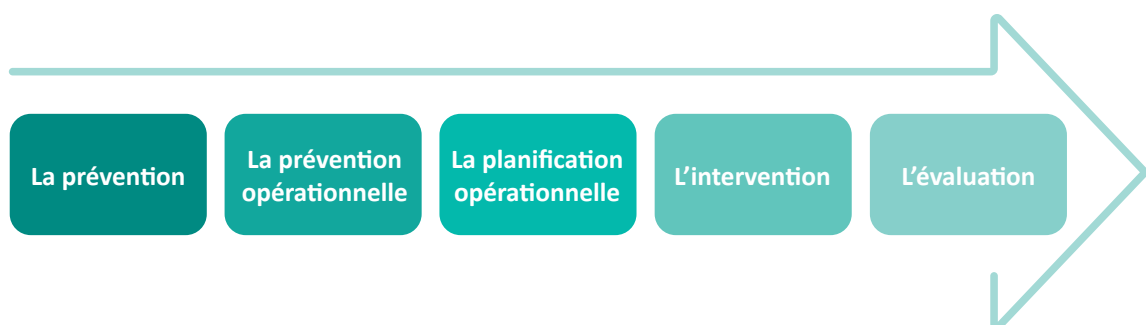 La prévention
La prévention
opérationnelle
La planification
opérationnelle
L’intervention
L’évaluation